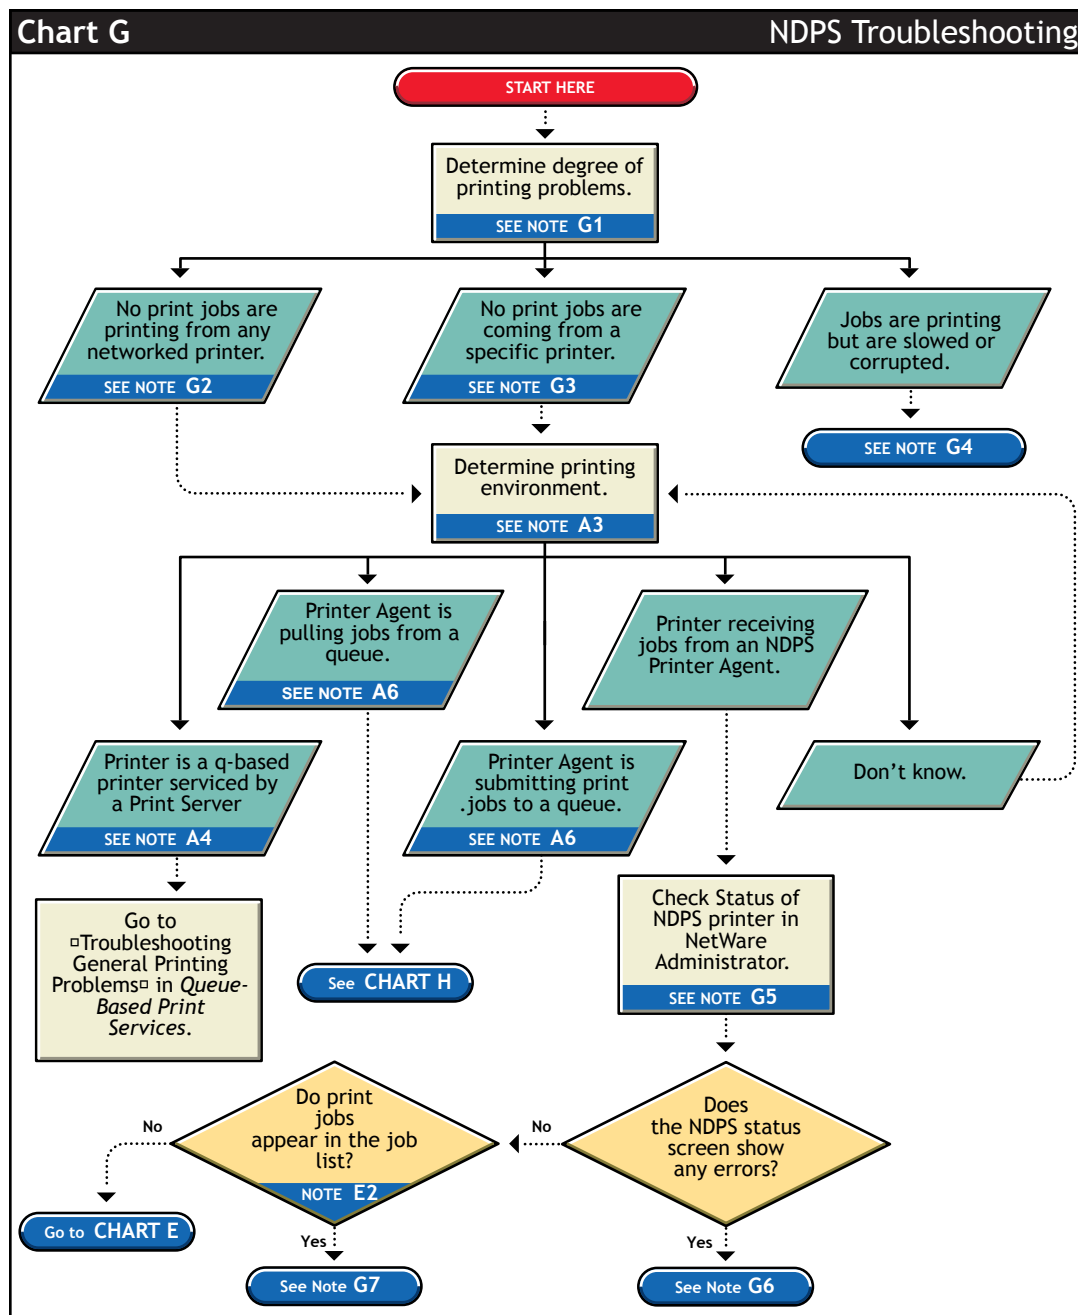 Chart G
NDPS Troubleshooting
START HERE
Determine degree of
printing problems.
SEE NOTE G1
No print jobs are
printing from any
networked printer.
SEE NOTE G2
No print jobs are
coming from a
specific printer.
SEE NOTE G3
Jobs are printing
but are slowed or
corrupted.
SEE NOTE G4
Determine printing
environment.
SEE NOTE A3
Printer Agent is
pulling jobs from a
queue.
SEE NOTE A6
Printer receiving
jobs from an NDPS
Printer Agent.
Printer is a q-based
printer serviced by
a Print Server
SEE NOTE A4
Printer Agent is
submitting print
.jobs to a queue.
SEE NOTE A6
Don't know.
Go to
▫Troubleshooting
General Printing
Problems▫ in Queue-
Based Print
Services.
See CHART H
Check Status of
NDPS printer in
NetWare
Administrator.
SEE NOTE G5
Do print
jobs
appear in the job
list?
NOTE E2
Does
the NDPS status
screen show
any errors?
No
No
Go to CHART E
Yes
Yes
See Note G7
See Note G6